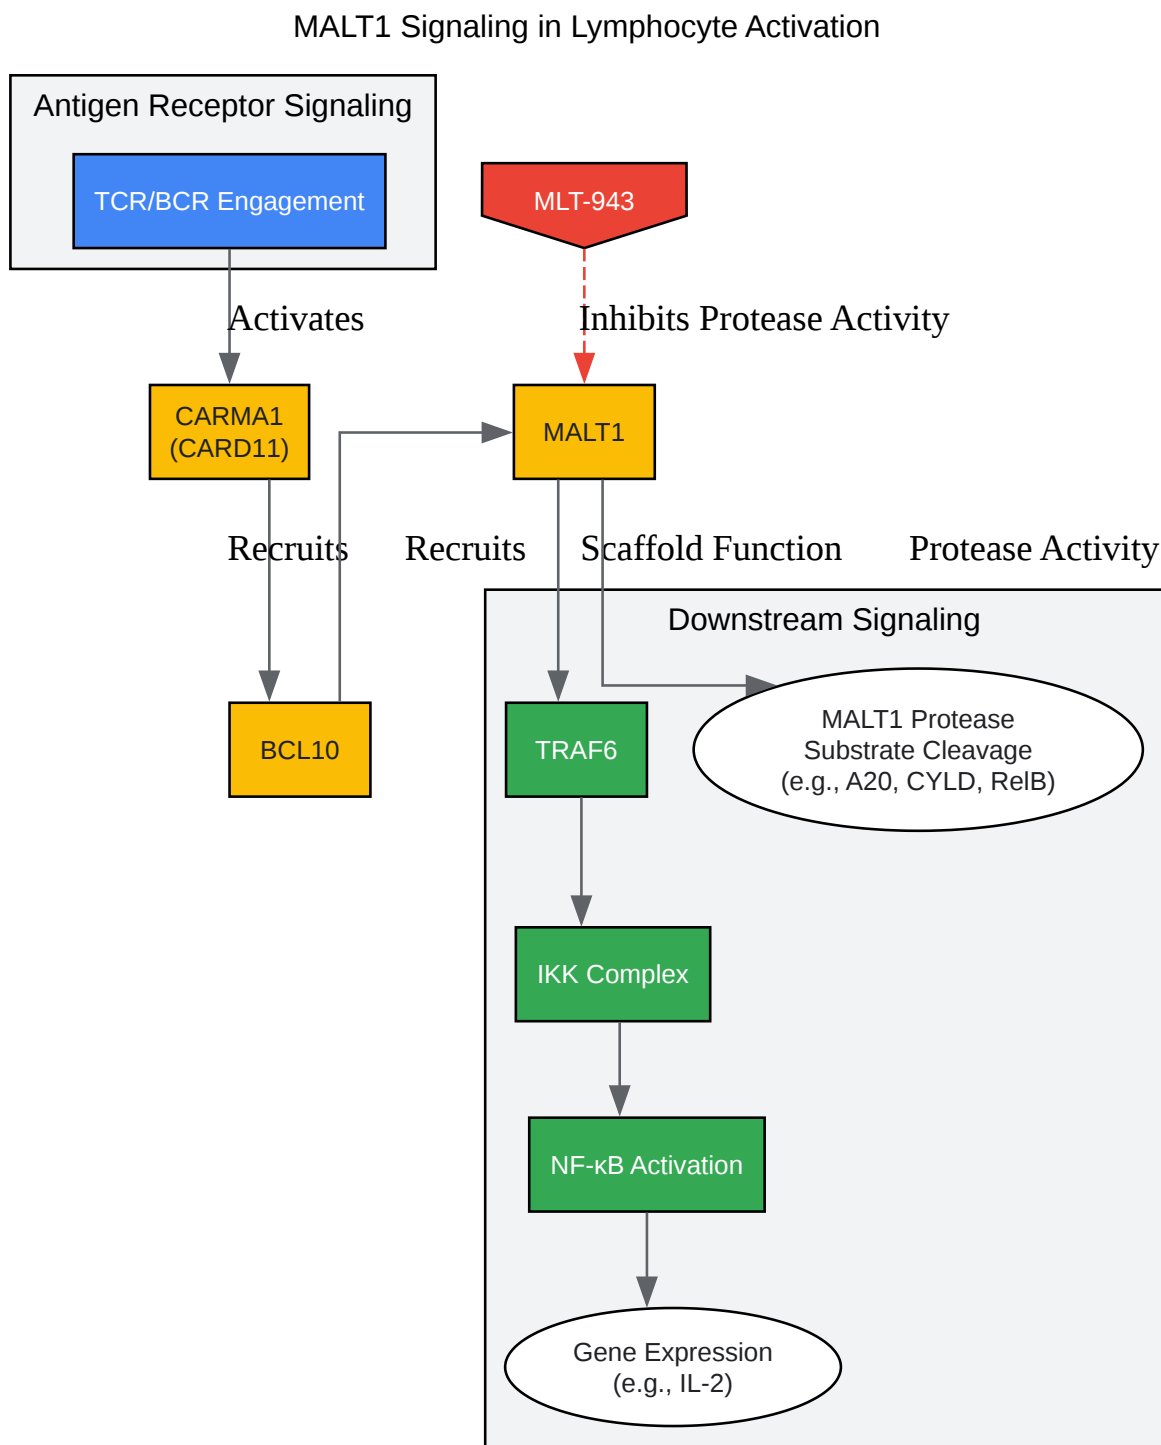 MALT1 Signaling in Lymphocyte Activation
Antigen Receptor Signaling
TCR/BCR Engagement
MLT-943
Activates
Inhibits Protease Activity
CARMA1
(CARD11)
MALT1
Recruits
Recruits
Scaffold Function
Protease Activity
Downstream Signaling
BCL10
TRAF6
MALT1 Protease
Substrate Cleavage
(e.g., A20, CYLD, RelB)
IKK Complex
NF-κB Activation
Gene Expression
(e.g., IL-2)